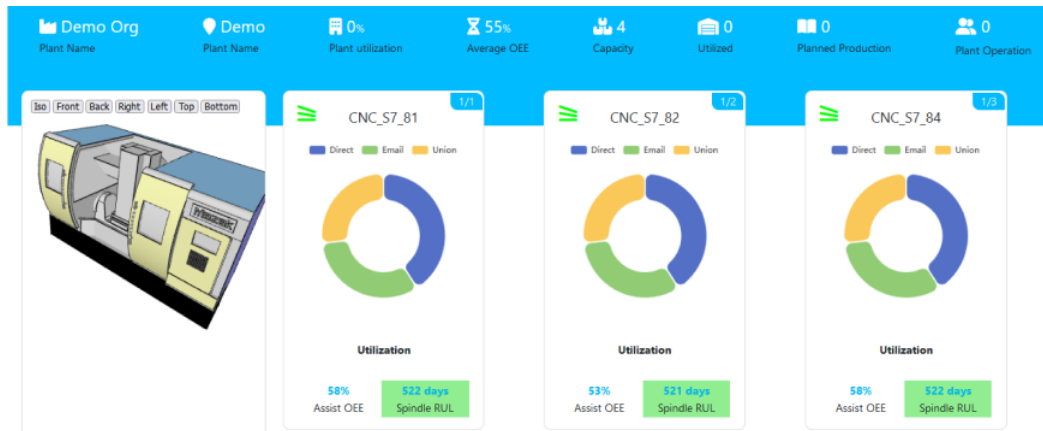 Demo Org
Plant Name
Demo
Plant Name
0%
Plant utilization
55%
Average OEE
4
Capacity
0
Utilized
0
Planned Production
0
Plant Operation
Iso Front Back Right Left Top Bottom
Mazak
1/1
CNC_S7_81
Direct Email Union
Utilization
58%
Assist OEE
522 days
Spindle RUL
1/2
CNC_S7_82
Direct Email Union
Utilization
53%
Assist OEE
521 days
Spindle RUL
1/3
CNC_S7_84
Direct Email Union
Utilization
58%
Assist OEE
522 days
Spindle RUL